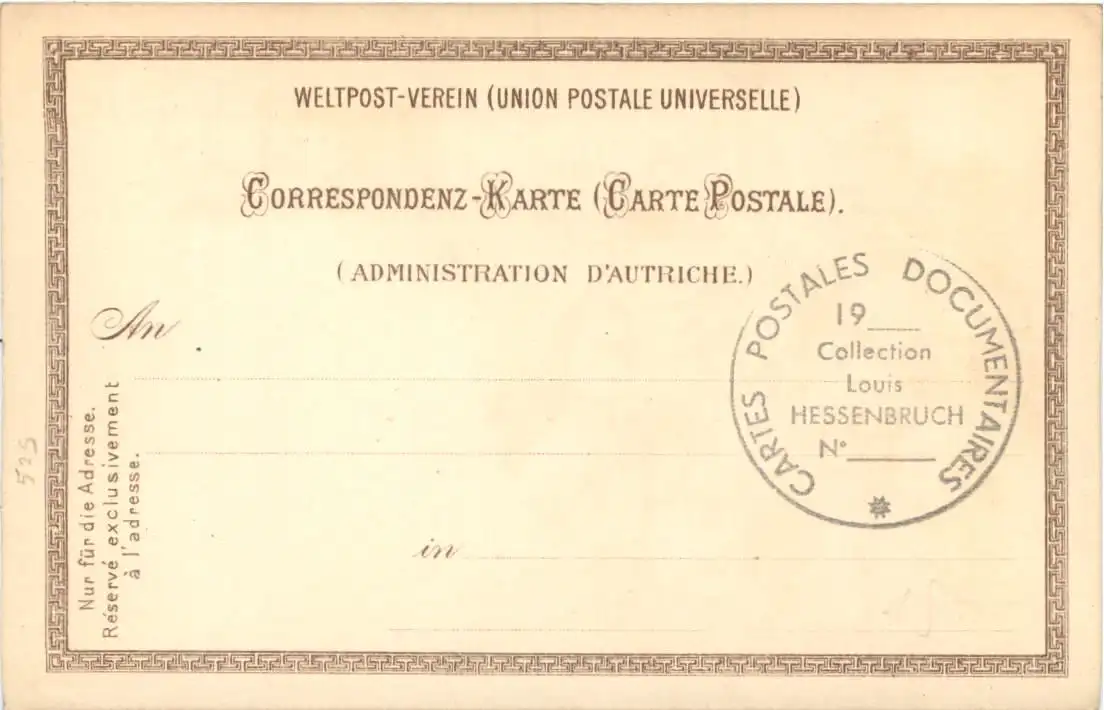 WELTPOST-VEREIN (UNION POSTALE UNIVERSELLE)
CORRESPONDENZ-KARTE (CARTE POSTALE).
(ADMINISTRATION D'AUTRICHE.)
An
in
Nur für die Adresse.
Réservé exclusivement
à l'adresse.
CARTES POSTALES DOCUMENTAIRES
19
Collection
Louis
HESSENBRUCH
N°
525